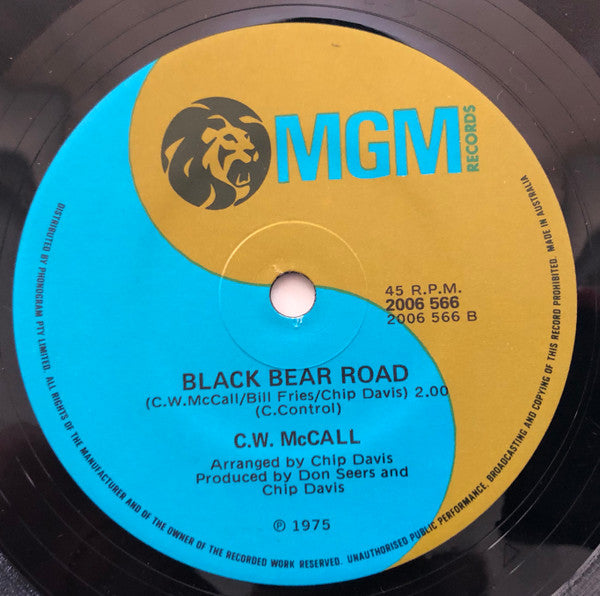 MGM
RECORDS
45 R.P.M.
2006 566
2006 566 B
BLACK BEAR ROAD
(C.W.McCall/Bill Fries/Chip Davis) 2.00
(C.Control)
C.W. McCALL
Arranged by Chip Davis
Produced by Don Seers and
Chip Davis
℗ 1975
DISTRIBUTED BY PHONOGRAM PTY LIMITED. ALL RIGHTS OF THE MANUFACTURER AND OF THE OWNER OF THE RECORDED WORK RESERVED. UNAUTHORISED PUBLIC PERFORMANCE, BROADCASTING AND COPYING OF THIS RECORD PROHIBITED. MADE IN AUSTRALIA